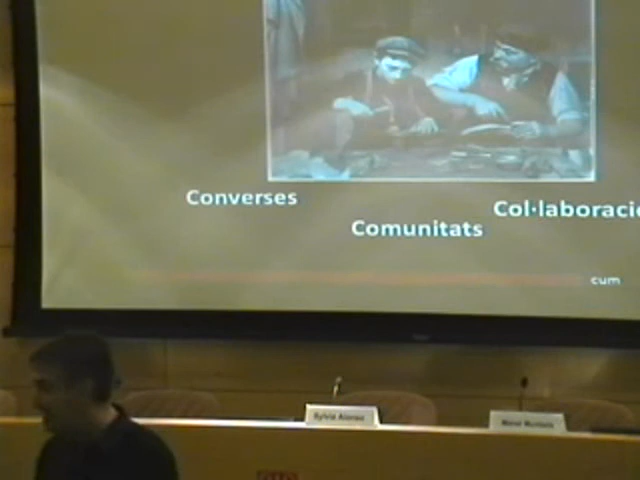 Converses
Col·laboracio
Comunitats
cum
Sylvia Alonso